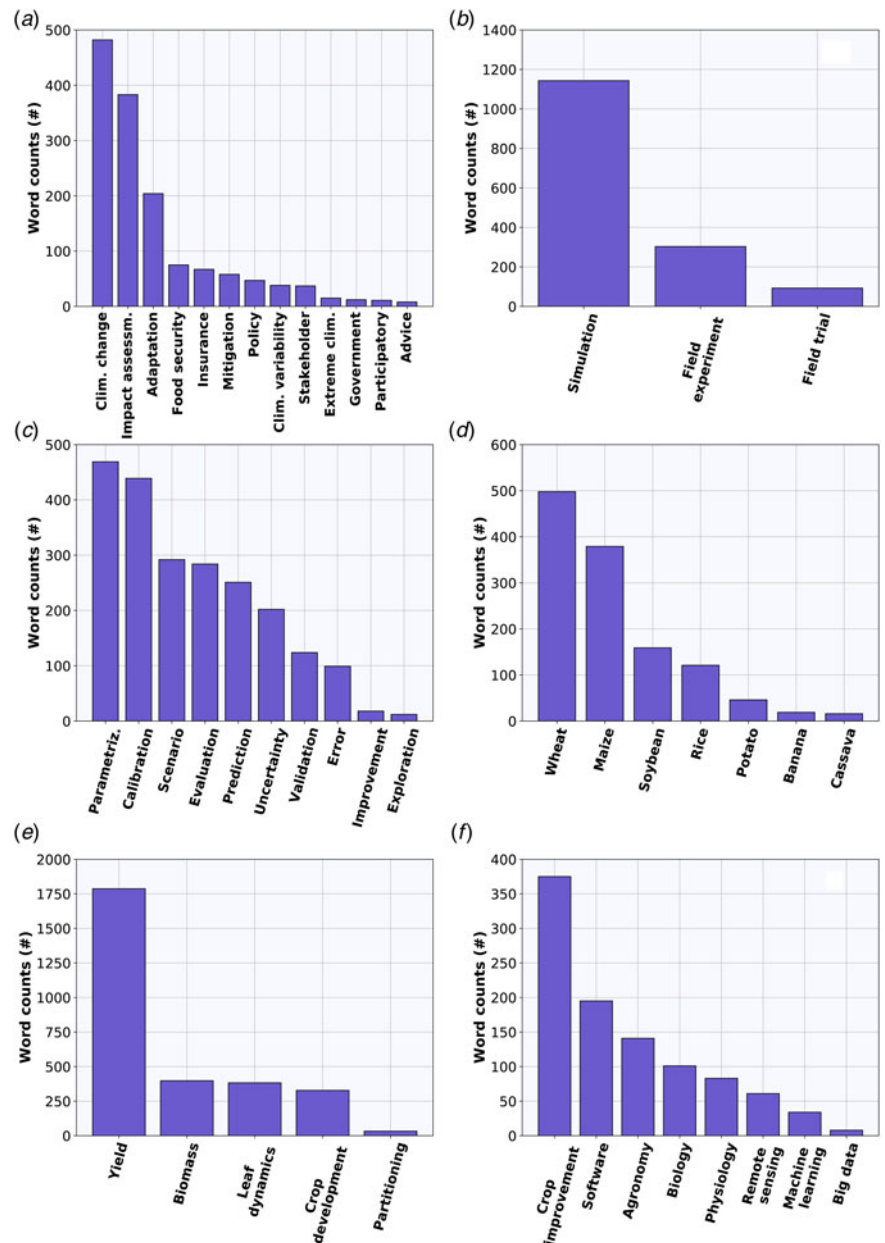 (a)
Word counts (#)
500
400
300
200
100
0
Clim. change
Impact assessm.
Adaptation
Food security
Insurance
Mitigation
Policy
Clim. variability
Stakeholder
Extreme clim.
Government
Participatory
Advice
(b)
Word counts (#)
1400
1200
1000
800
600
400
200
0
Simulation
Field
experiment
Field trial
(c)
Word counts (#)
500
400
300
200
100
0
Parametriz.
Calibration
Scenario
Evaluation
Prediction
Uncertainty
Validation
Error
Improvement
Exploration
(d)
Word counts (#)
600
500
400
300
200
100
0
Wheat
Maize
Soybean
Rice
Potato
Banana
Cassava
(e)
Word counts (#)
2000
1750
1500
1250
1000
750
500
250
0
Yield
Biomass
Leaf
dynamics
Crop
development
Partitioning
(f)
Word counts (#)
400
350
300
250
200
150
100
50
0
Crop
improvement
Software
Agronomy
Biology
Physiology
Remote
sensing
Machine
learning
Big data